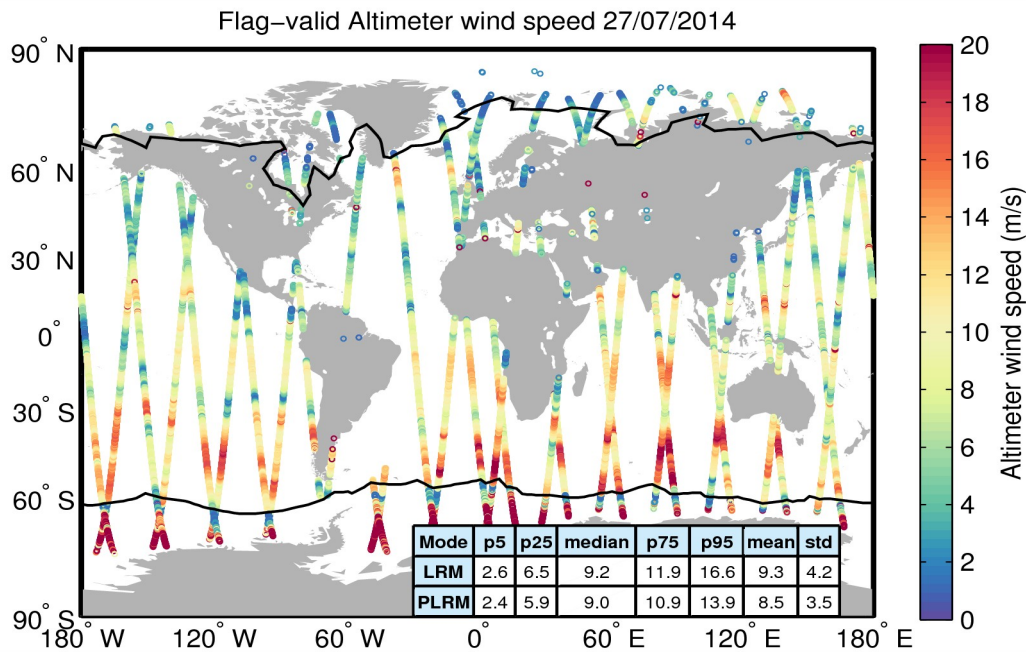 Flag−valid Altimeter wind speed 27/07/2014
90° N
60° N
30° N
0°
30° S
60° S
90° S
180° W
120° W
60° W
0°
60° E
120° E
180° E
Mode p5 p25 median p75 p95 mean std
LRM 2.6 6.5 9.2 11.9 16.6 9.3 4.2
PLRM 2.4 5.9 9.0 10.9 13.9 8.5 3.5
20
18
16
14
12
10
8
6
4
2
0
Altimeter wind speed (m/s)